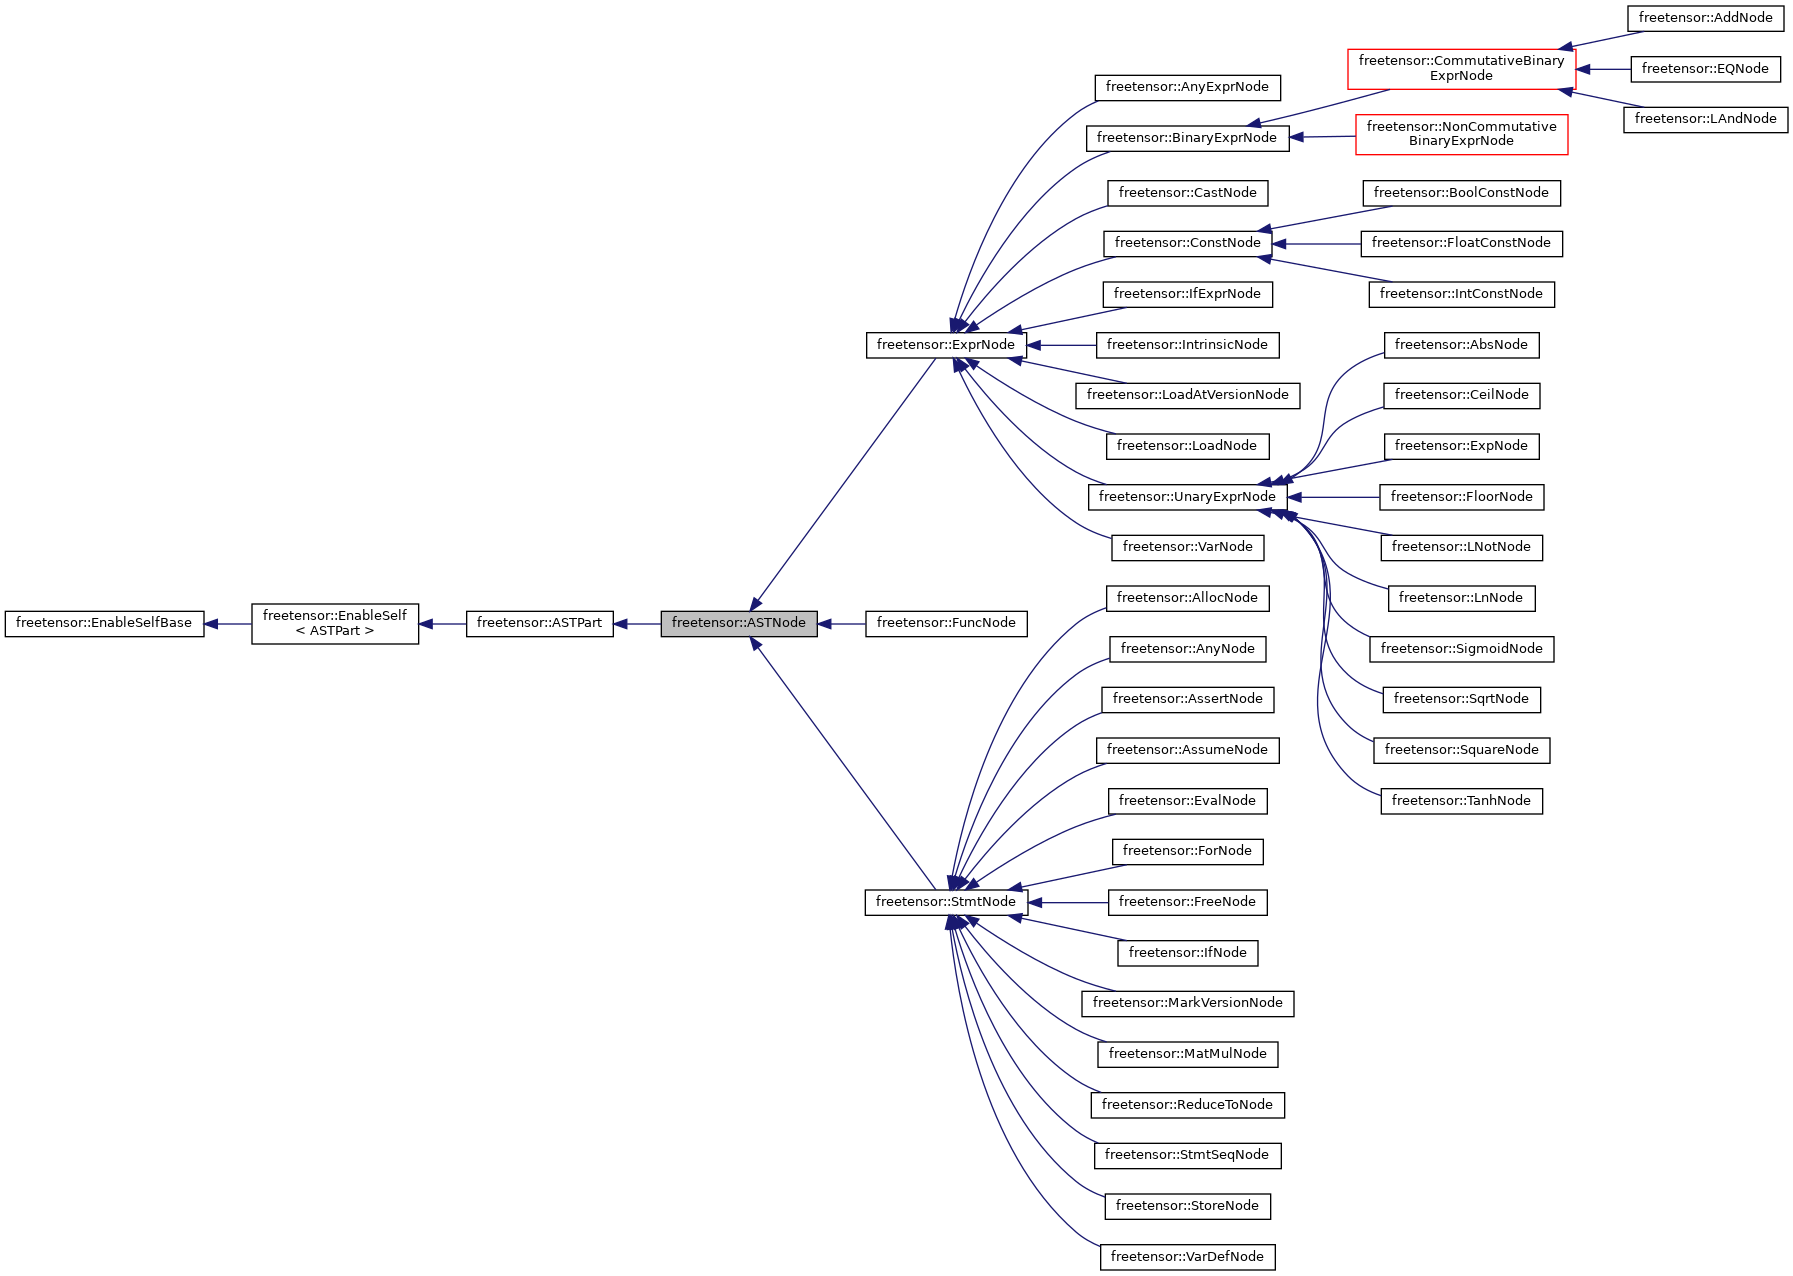 freetensor::AddNode
freetensor::CommutativeBinary
ExprNode
freetensor::EQNode
freetensor::AnyExprNode
freetensor::LAndNode
freetensor::BinaryExprNode
freetensor::NonCommutative
BinaryExprNode
freetensor::CastNode
freetensor::BoolConstNode
freetensor::ConstNode
freetensor::FloatConstNode
freetensor::IfExprNode
freetensor::IntConstNode
freetensor::ExprNode
freetensor::IntrinsicNode
freetensor::AbsNode
freetensor::LoadAtVersionNode
freetensor::CeilNode
freetensor::LoadNode
freetensor::ExpNode
freetensor::UnaryExprNode
freetensor::FloorNode
freetensor::VarNode
freetensor::LNotNode
freetensor::AllocNode
freetensor::LnNode
freetensor::EnableSelfBase
freetensor::EnableSelf
< ASTPart >
freetensor::ASTPart
freetensor::ASTNode
freetensor::FuncNode
freetensor::AnyNode
freetensor::SigmoidNode
freetensor::AssertNode
freetensor::SqrtNode
freetensor::AssumeNode
freetensor::SquareNode
freetensor::EvalNode
freetensor::TanhNode
freetensor::ForNode
freetensor::StmtNode
freetensor::FreeNode
freetensor::IfNode
freetensor::MarkVersionNode
freetensor::MatMulNode
freetensor::ReduceToNode
freetensor::StmtSeqNode
freetensor::StoreNode
freetensor::VarDefNode